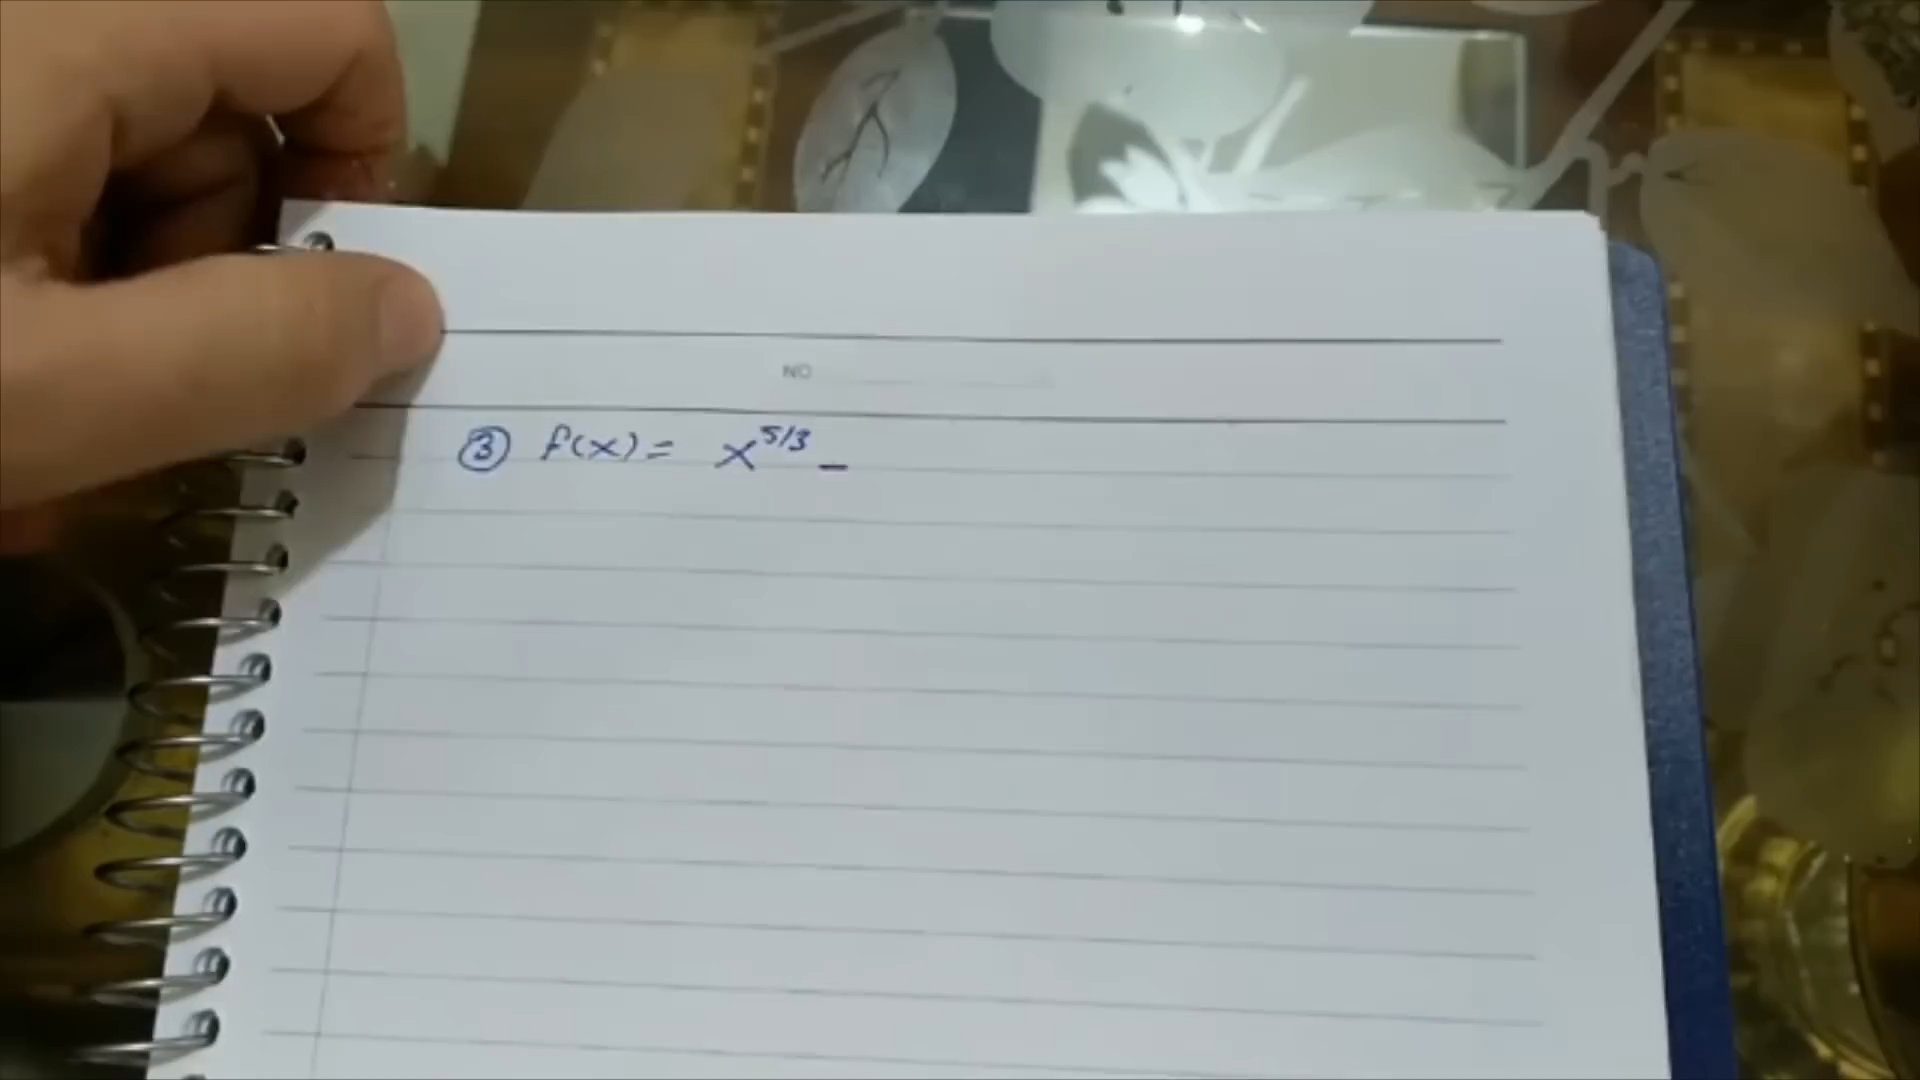 NO
③ f(x) = x^5/3 -